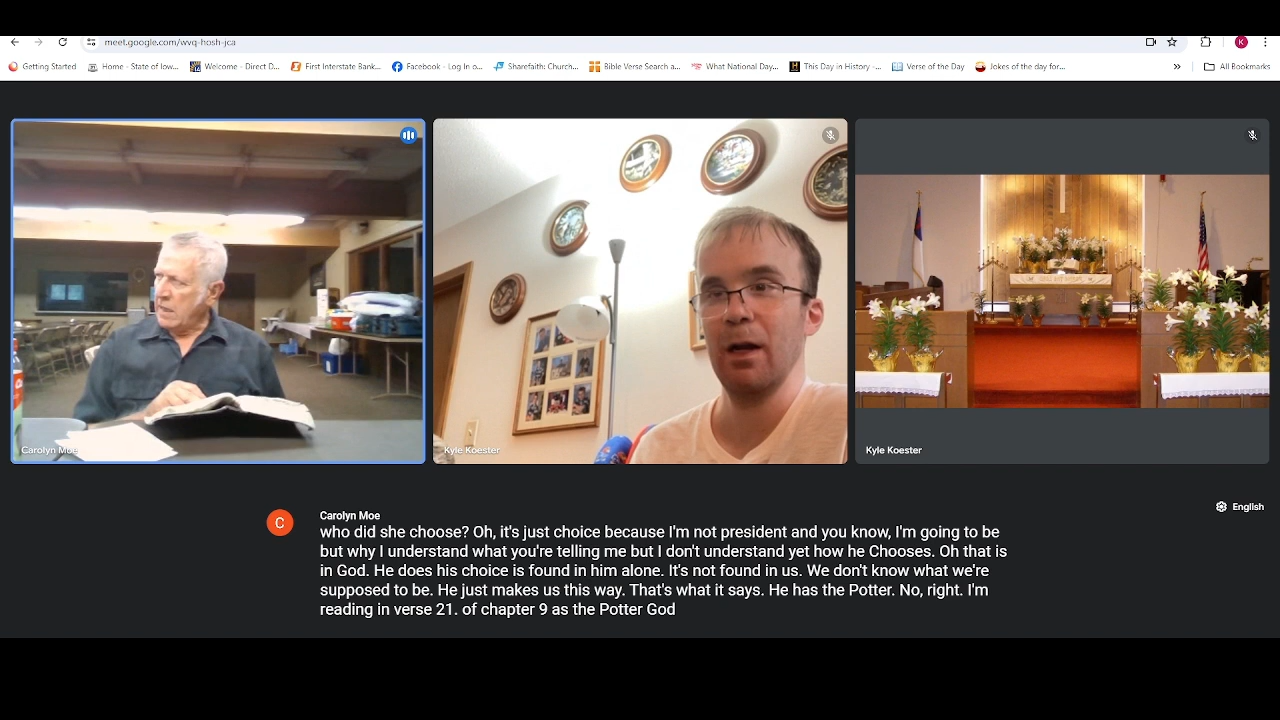 meet.google.com/wvq-hosh-jca
K
Getting Started
Home - State of Iow...
Welcome - Direct D...
First Interstate Bank...
Facebook - Log In o...
Sharefaith: Church...
Bible Verse Search a...
What National Day...
This Day in History -...
Verse of the Day
Jokes of the day for...
»
All Bookmarks
Carolyn Moe
Kyle Koester
Kyle Koester
English
C
Carolyn Moe
who did she choose? Oh, it's just choice because I'm not president and you know, I'm going to be
but why I understand what you're telling me but I don't understand yet how he Chooses. Oh that is
in God. He does his choice is found in him alone. It's not found in us. We don't know what we're
supposed to be. He just makes us this way. That's what it says. He has the Potter. No, right. I'm
reading in verse 21. of chapter 9 as the Potter God